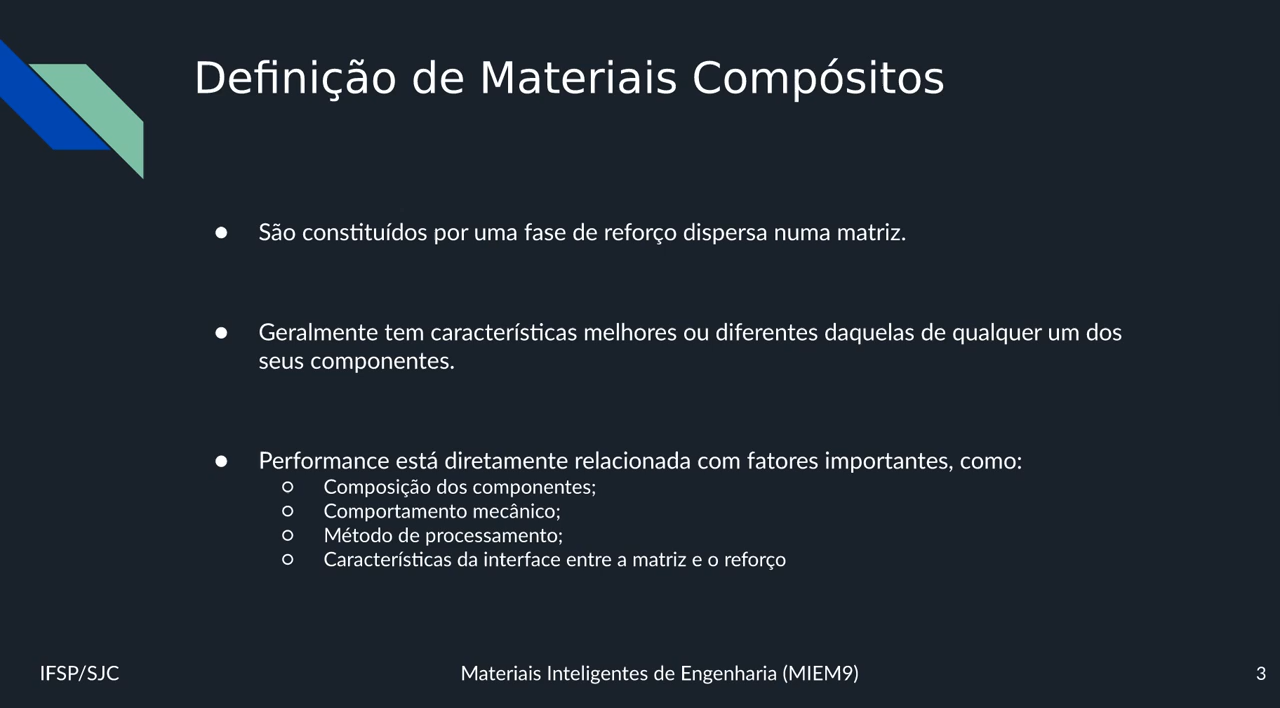 Definição de Materiais Compósitos
● São constituídos por uma fase de reforço dispersa numa matriz.
● Geralmente tem características melhores ou diferentes daquelas de qualquer um dos
seus componentes.
● Performance está diretamente relacionada com fatores importantes, como:
○ Composição dos componentes;
○ Comportamento mecânico;
○ Método de processamento;
○ Características da interface entre a matriz e o reforço
IFSP/SJC
Materiais Inteligentes de Engenharia (MIEM9)
3